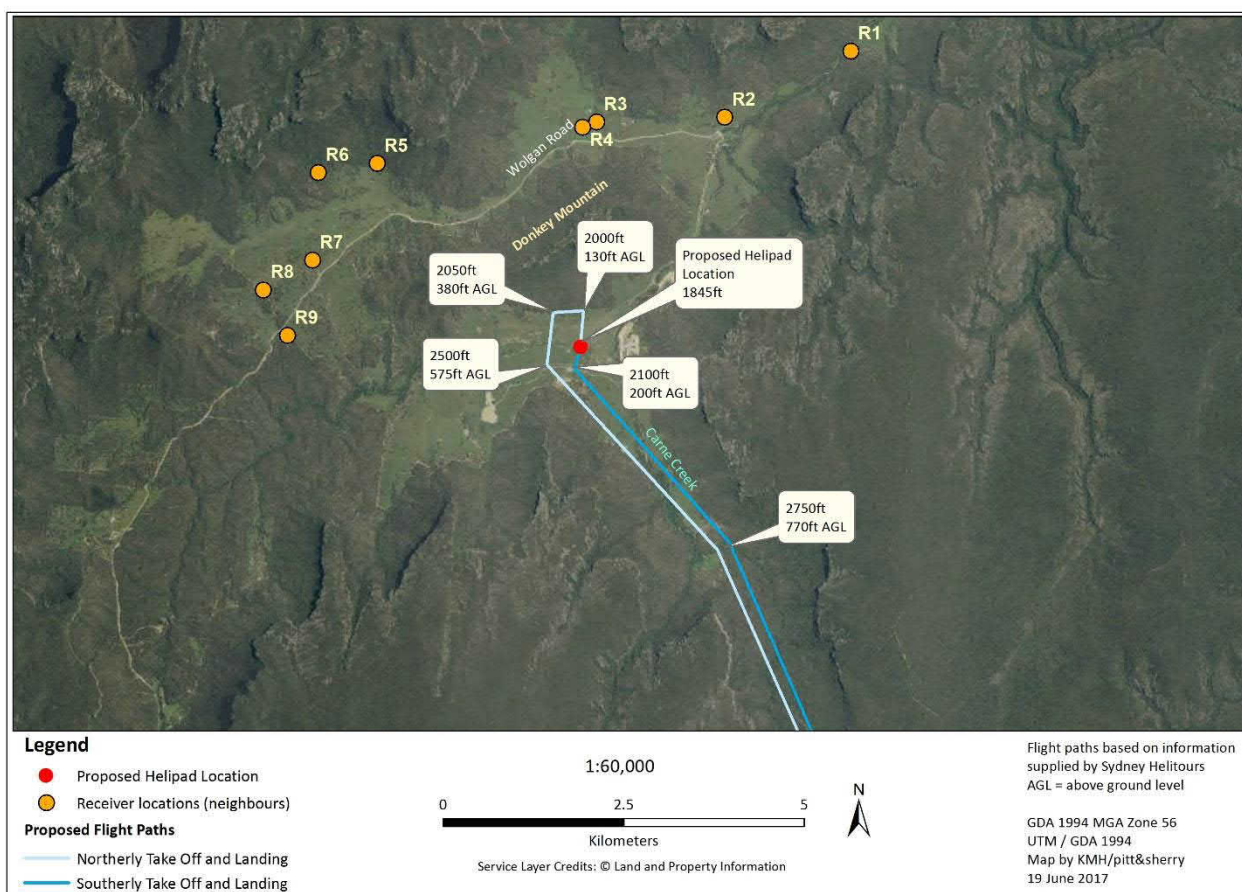 R1
R2
R3
R4
R5
R6
R7
R8
R9
Wolgan Road
Donkey Mountain
2000ft
130ft AGL
Proposed Helipad
Location
1845ft
2050ft
380ft AGL
2500ft
575ft AGL
2100ft
200ft AGL
Carne Creek
2750ft
770ft AGL
Legend
Proposed Helipad Location
Receiver locations (neighbours)
Proposed Flight Paths
Northerly Take Off and Landing
Southerly Take Off and Landing
1:60,000
0 2.5 5
Kilometers
Service Layer Credits: © Land and Property Information
N
Flight paths based on information
supplied by Sydney Helitours
AGL = above ground level
GDA 1994 MGA Zone 56
UTM / GDA 1994
Map by KMH/pitt&sherry
19 June 2017